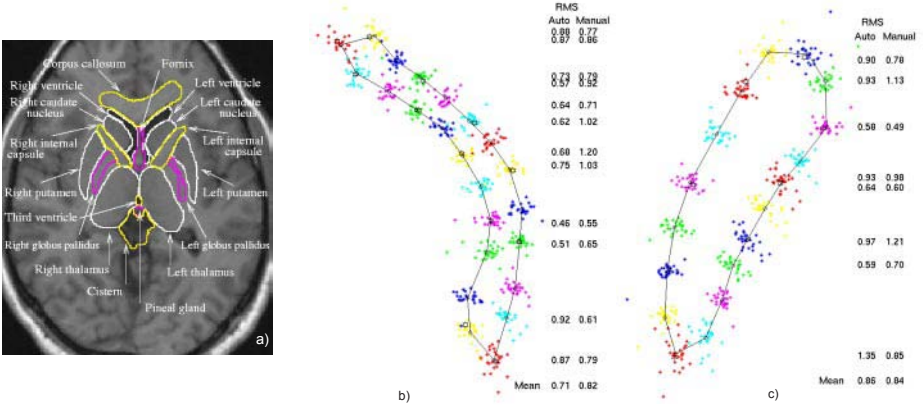 Corpus callosum
Fornix
Right ventricle
Left ventricle
Right caudate
nucleus
Left caudate
nucleus
Right internal
capsule
Left internal
capsule
Right putamen
Left putamen
Third ventricle
Right globus pallidus
Left globus pallidus
Right thalamus
Left thalamus
Cistern
Pineal gland
a)
RMS
Auto Manual
0.88 0.77
0.87 0.86
0.73 0.79
0.57 0.92
0.64 0.71
0.62 1.02
0.68 1.20
0.75 1.03
0.46 0.55
0.51 0.65
0.92 0.61
0.87 0.79
Mean 0.71 0.82
b)
RMS
Auto Manual
0.90 0.78
0.93 1.13
0.58 0.49
0.93 0.98
0.64 0.60
0.97 1.21
0.59 0.70
1.35 0.85
Mean 0.86 0.84
c)